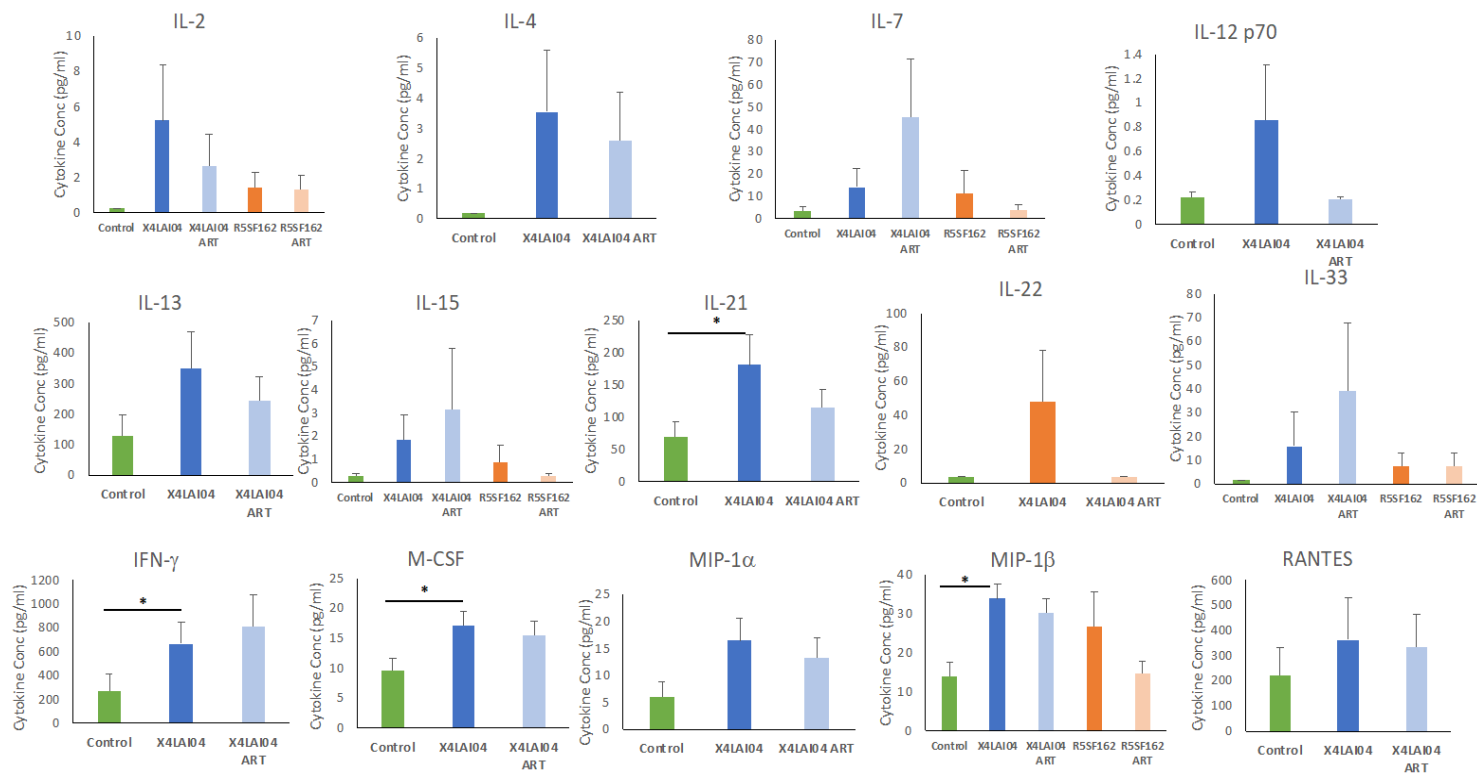 IL-2
Cytokine Conc (pg/ml)
10
8
6
4
2
0
Control X4LAI04 X4LAI04 R5SF162 R5SF162
ART ART
IL-4
Cytokine Conc (pg/ml)
6
5
4
3
2
1
0
Control X4LAI04 X4LAI04 ART
IL-7
Cytokine Conc (pg/ml)
80
70
60
50
40
30
20
10
0
Control X4LAI04 X4LAI04 R5SF162 R5SF162
ART ART
IL-12 p70
Cytokine Conc (pg/ml)
1.4
1.2
1
0.8
0.6
0.4
0.2
0
Control X4LAI04 X4LAI04
ART
IL-13
Cytokine Conc (pg/ml)
500
400
300
200
100
0
Control X4LAI04 X4LAI04
ART
IL-15
Cytokine Conc (pg/ml)
7
6
5
4
3
2
1
0
Control X4LAI04 X4LAI04 R5SF162 R5SF162
ART ART
IL-21
Cytokine Conc (pg/ml)
250
200
150
100
50
0
*
Control X4LAI04 X4LAI04 ART
IL-22
Cytokine Conc (pg/ml)
100
80
60
40
20
0
Control X4LAI04 X4LAI04 ART
IL-33
Cytokine Conc (pg/ml)
80
70
60
50
40
30
20
10
0
Control X4LAI04 X4LAI04 R5SF162 R5SF162
ART ART
IFN-γ
Cytokine Conc (pg/ml)
1200
1000
800
600
400
200
0
*
Control X4LAI04 X4LAI04
ART
M-CSF
Cytokine Conc (pg/ml)
25
20
15
10
5
0
*
Control X4LAI04 X4LAI04
ART
MIP-1α
Cytokine Conc (pg/ml)
25
20
15
10
5
0
Control X4LAI04 X4LAI04 ART
MIP-1β
Cytokine Conc (pg/ml)
40
30
20
10
0
*
Control X4LAI04 X4LAI04 R5SF162 R5SF162
ART ART
RANTES
Cytokine Conc (pg/ml)
600
500
400
300
200
100
0
Control X4LAI04 X4LAI04
ART